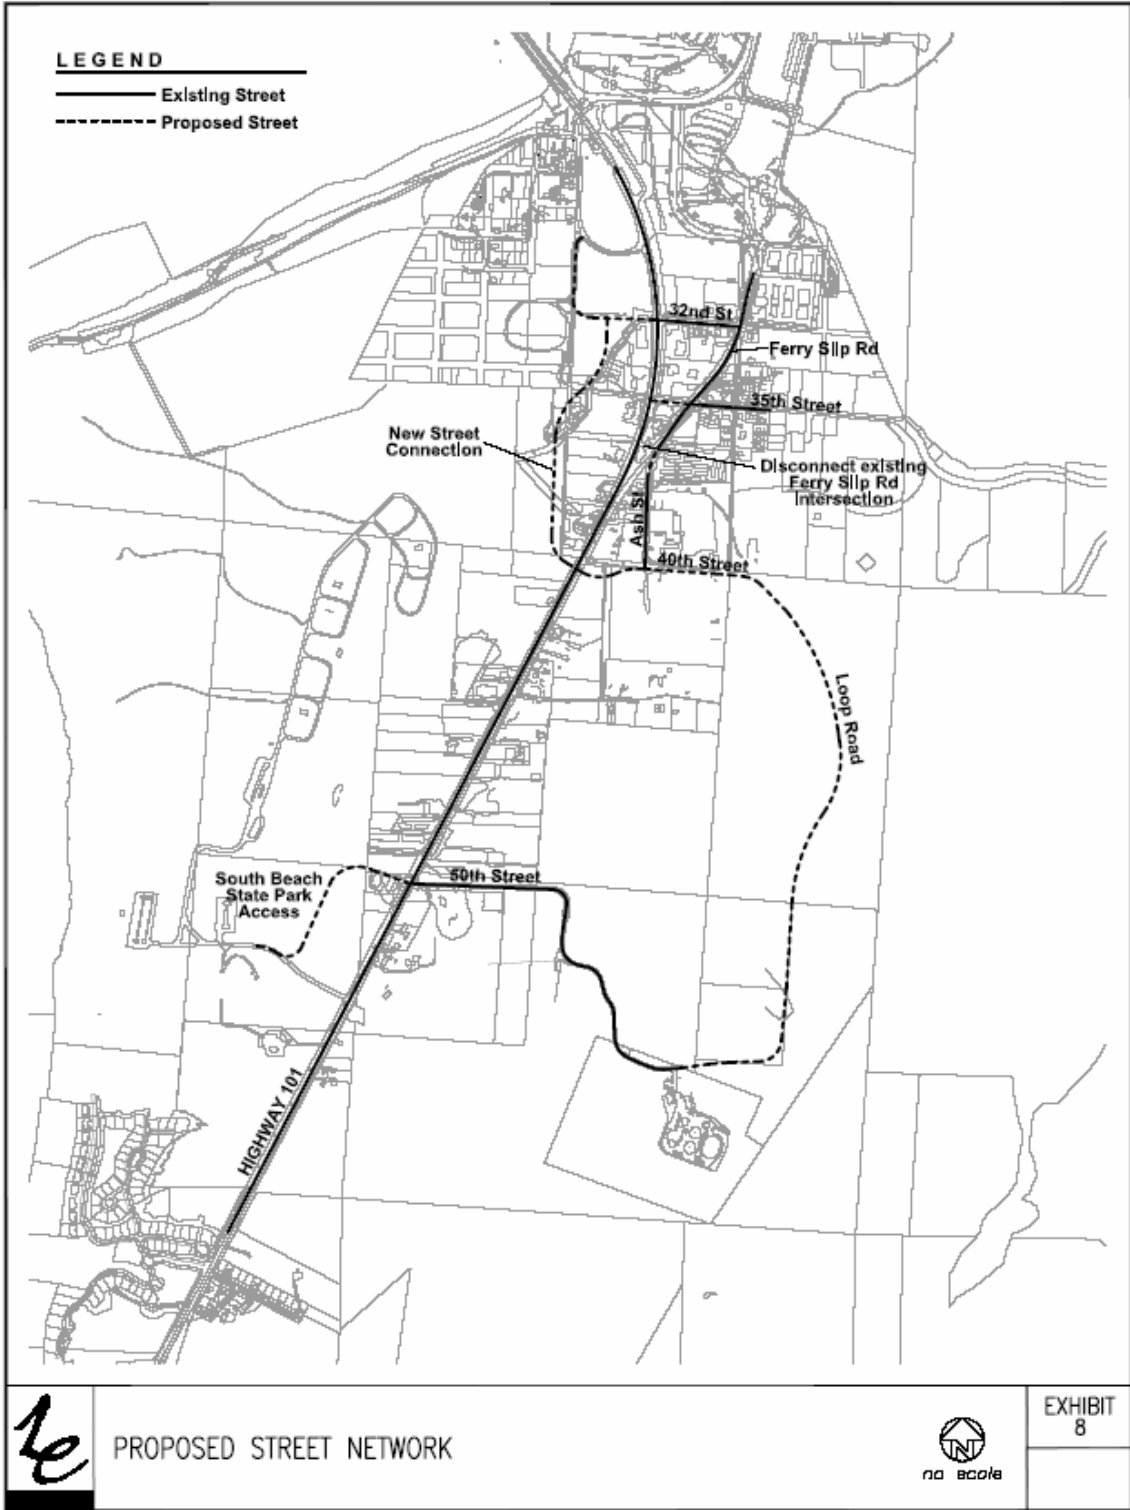 LEGEND
Existing Street
Proposed Street
32nd St
Ferry Slip Rd
35th Street
New Street
Connection
Disconnect existing
Ferry Slip Rd
Intersection
Ash St
40th Street
Loop Road
South Beach
State Park
Access
50th Street
HIGHWAY 101
PROPOSED STREET NETWORK
N
no scale
EXHIBIT
8